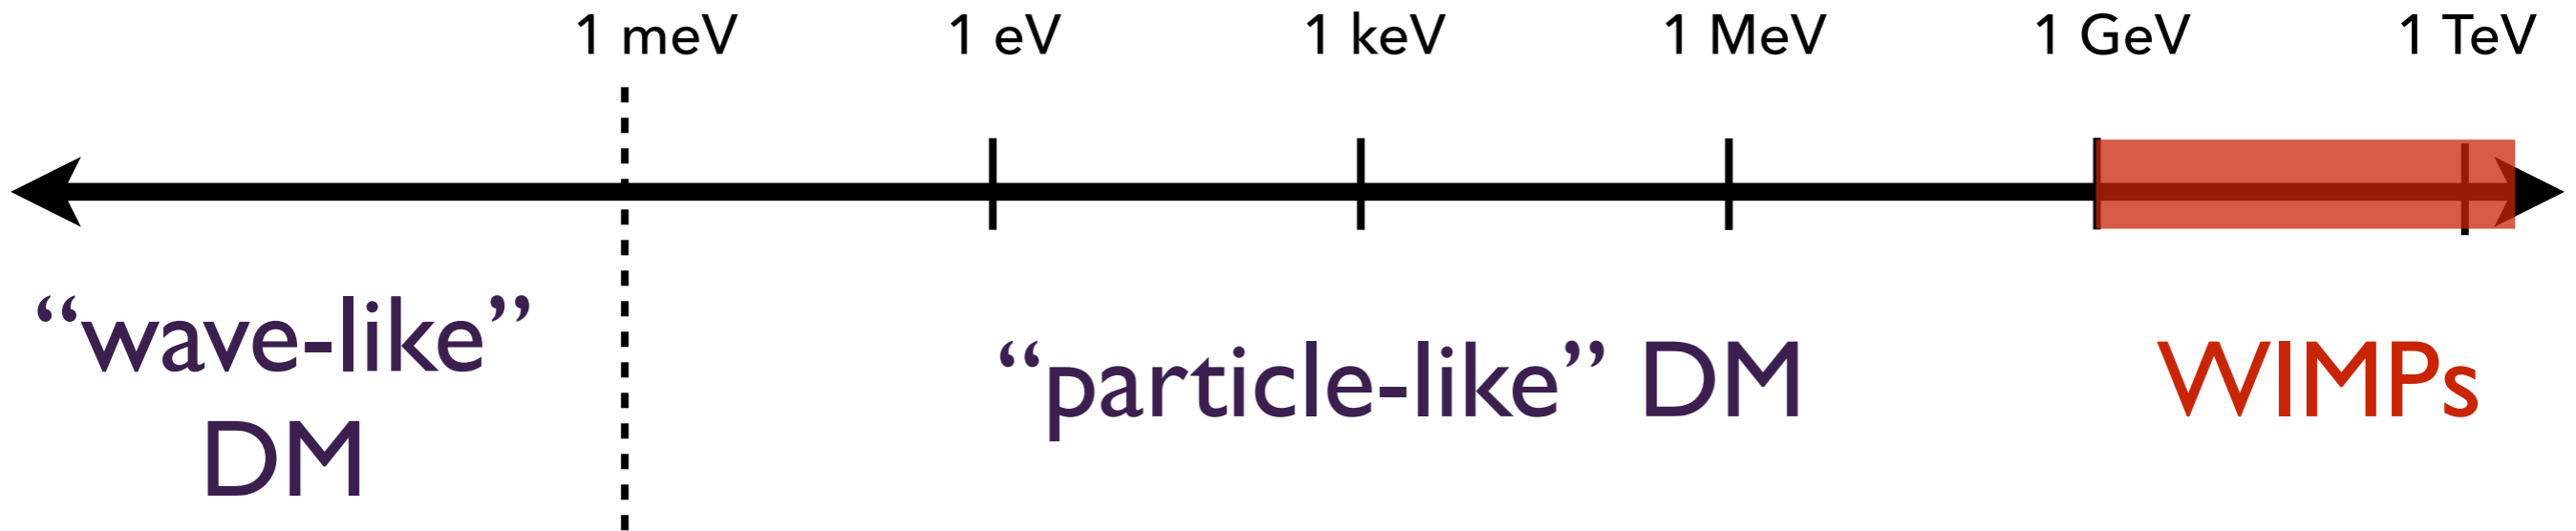 1 meV 1 eV 1 keV 1 MeV 1 GeV 1 TeV
“wave-like”
DM
“particle-like” DM
WIMPs